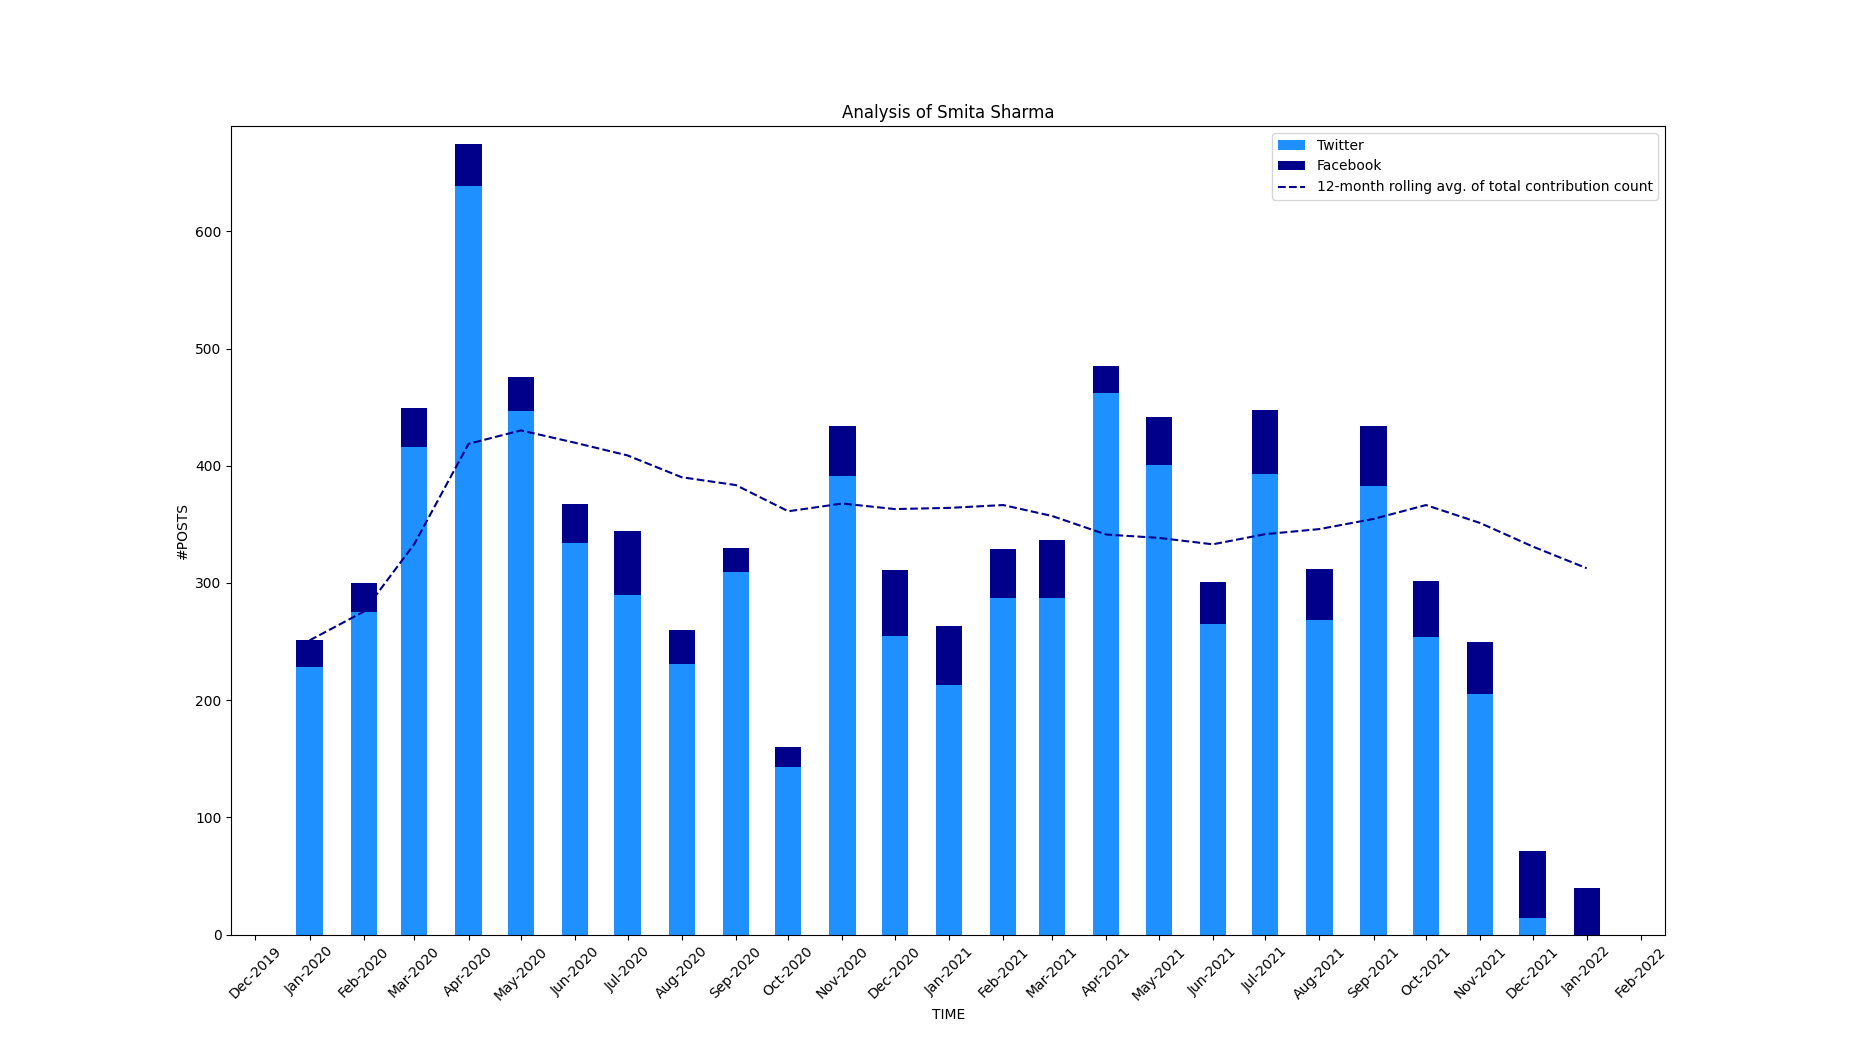 Analysis of Smita Sharma
Twitter
Facebook
12-month rolling avg. of total contribution count
#POSTS
600
500
400
300
200
100
0
Dec-2019
Jan-2020
Feb-2020
Mar-2020
Apr-2020
May-2020
Jun-2020
Jul-2020
Aug-2020
Sep-2020
Oct-2020
Nov-2020
Dec-2020
Jan-2021
Feb-2021
Mar-2021
Apr-2021
May-2021
Jun-2021
Jul-2021
Aug-2021
Sep-2021
Oct-2021
Nov-2021
Dec-2021
Jan-2022
Feb-2022
TIME